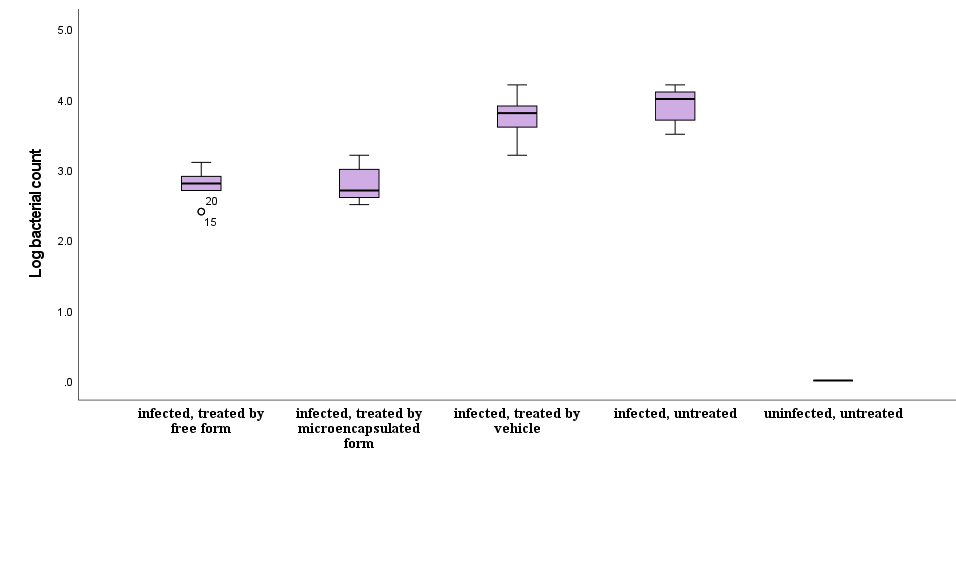 5.0
4.0
3.0
2.0
1.0
.0
Log bacterial count
20
15
infected, treated by
free form
infected, treated by
microencapsulated
form
infected, treated by
vehicle
infected, untreated
uninfected, untreated